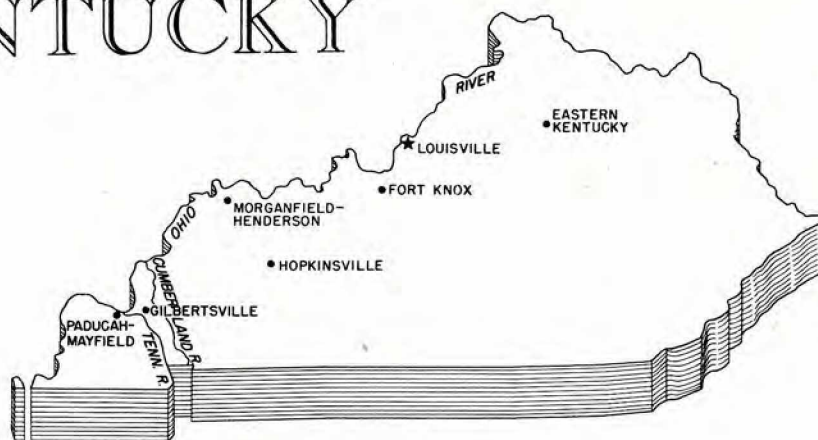 NTUCKY
RIVER
EASTERN
KENTUCKY
LOUISVILLE
FORT KNOX
MORGANFIELD-
HENDERSON
OHIO
HOPKINSVILLE
CUMBERLAND R.
GILBERTSVILLE
PADUCAH-
MAYFIELD
TENN. R.